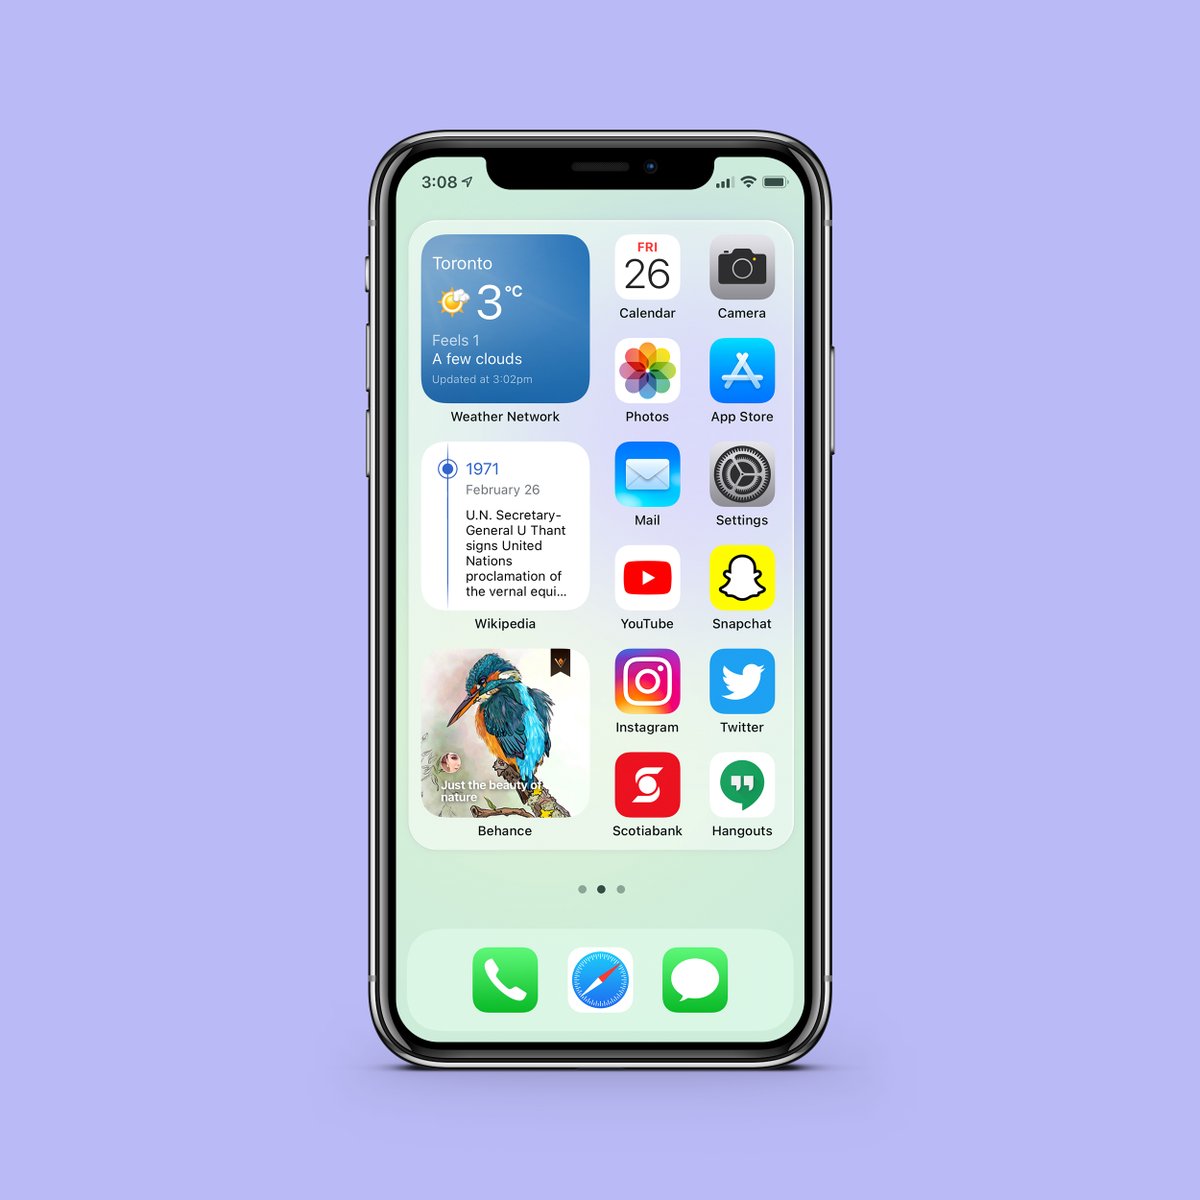 3:08
Toronto
3°C
Feels 1
A few clouds
Updated at 3:02pm
Weather Network
FRI
26
Calendar
Camera
Photos
App Store
1971
February 26
U.N. Secretary-
General U Thant
signs United
Nations
proclamation of
the vernal equi...
Wikipedia
Mail
Settings
YouTube
Snapchat
Just the beauty of
nature
Behance
Instagram
Twitter
Scotiabank
Hangouts